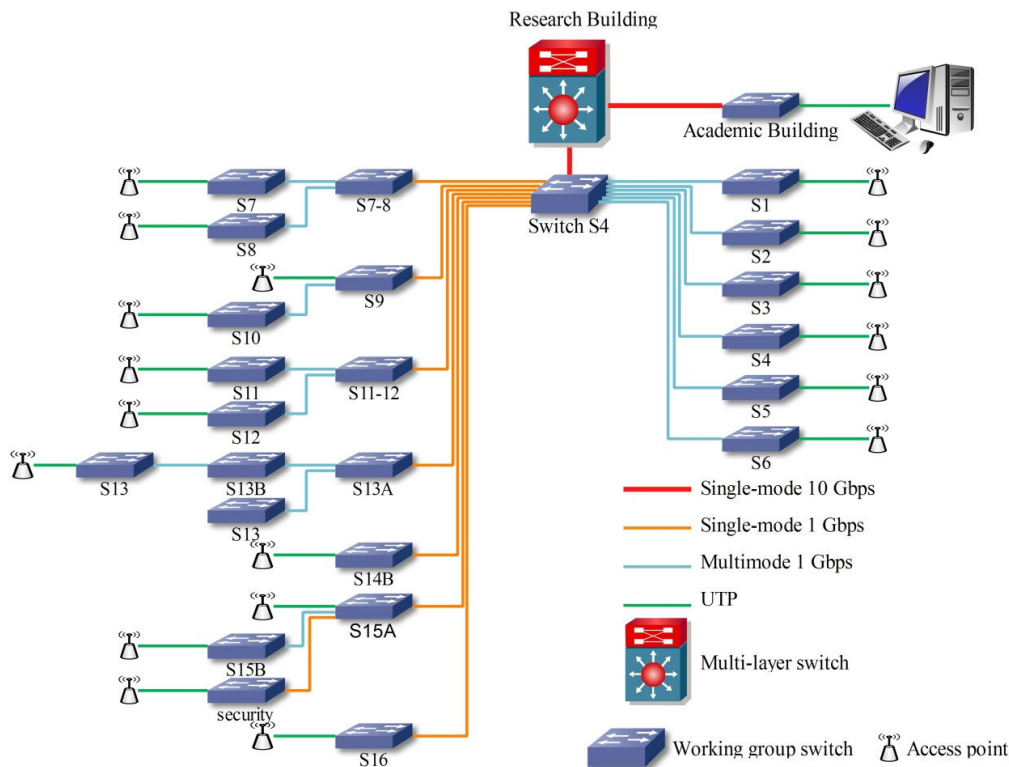 Research Building
Academic Building
Switch S4
S7
S7-8
S8
S9
S10
S11
S11-12
S12
S13
S13B
S13A
S13
S14B
S15A
S15B
security
S16
S1
S2
S3
S4
S5
S6
Single-mode 10 Gbps
Single-mode 1 Gbps
Multimode 1 Gbps
UTP
Multi-layer switch
Working group switch
Access point